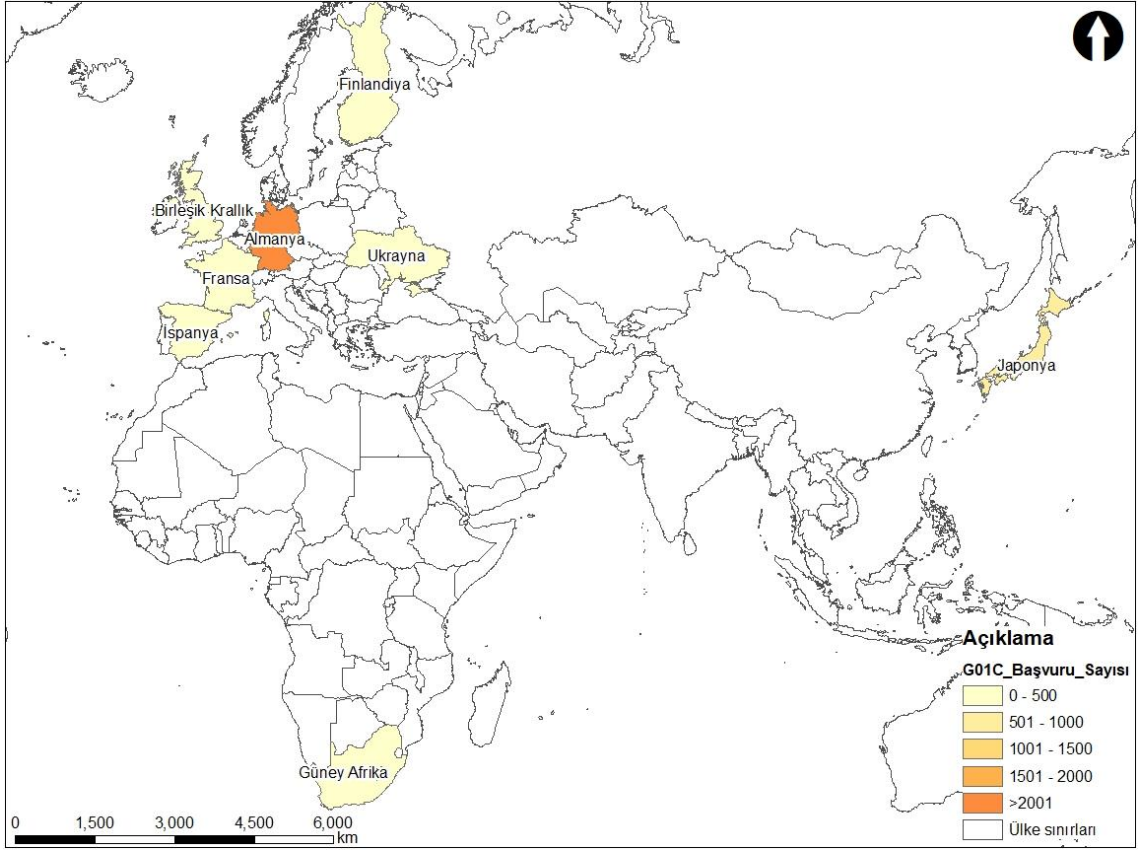 Finlandiya
Birleşik Krallık
Almanya
Ukrayna
Fransa
İspanya
Japonya
Güney Afrika
Açıklama
G01C_Başvuru_Sayısı
0 - 500
501 - 1000
1001 - 1500
1501 - 2000
>2001
Ülke sınırları
0 1,500 3,000 4,500 6,000
km